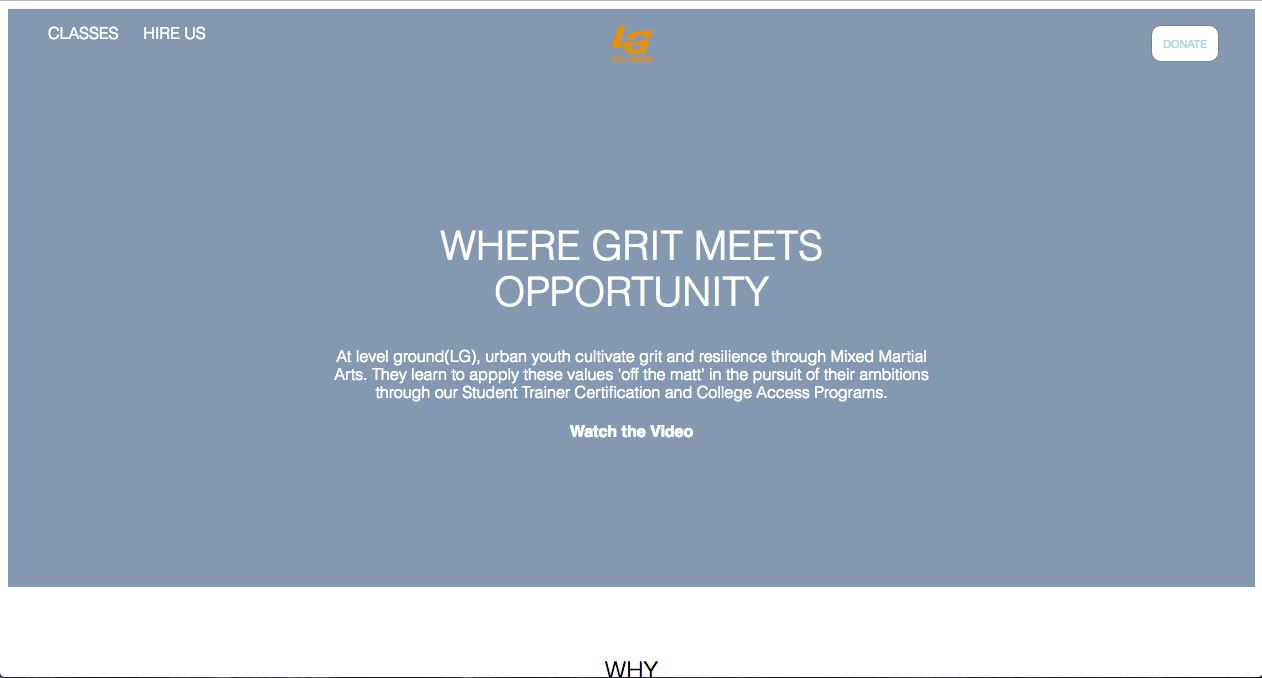 CLASSES HIRE US LG DONATE
WHERE GRIT MEETS
OPPORTUNITY
At level ground(LG), urban youth cultivate grit and resilience through Mixed Martial
Arts. They learn to appply these values 'off the matt' in the pursuit of their ambitions
through our Student Trainer Certification and College Access Programs.
Watch the Video
WHY